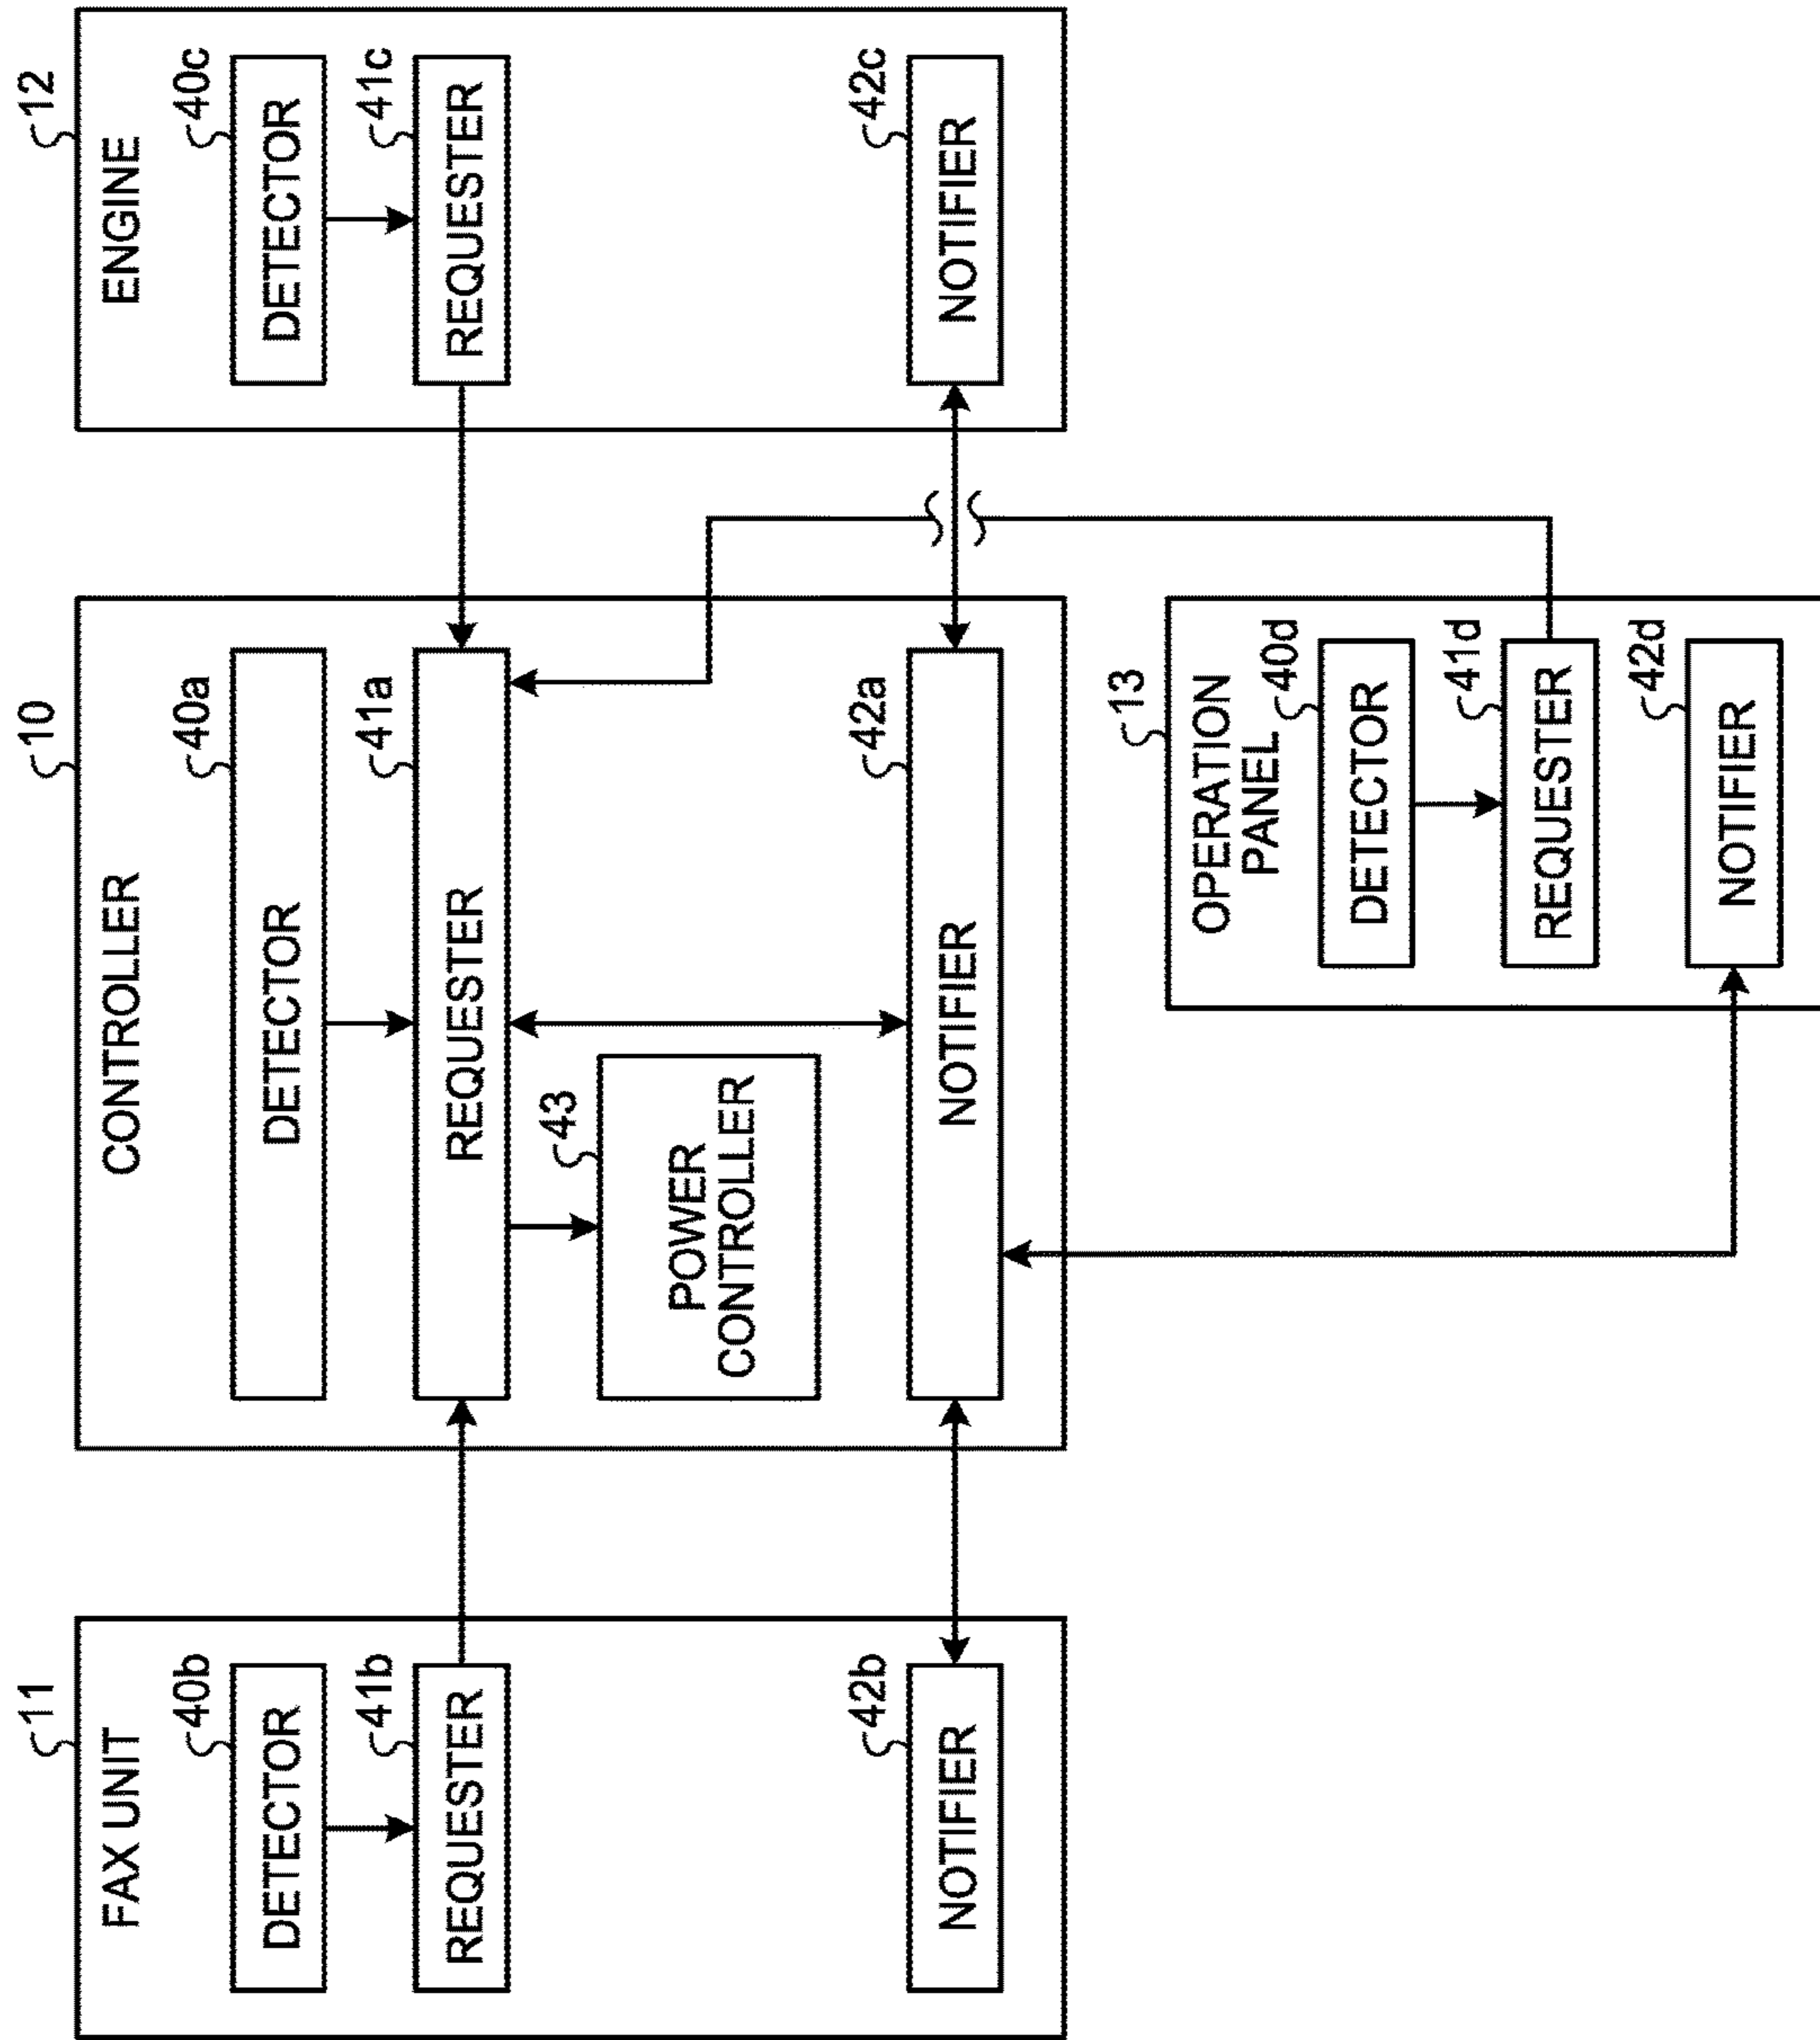 11
FAX UNIT
40b
DETECTOR
41b
REQUESTER
42b
NOTIFIER
10
CONTROLLER
40a
DETECTOR
41a
REQUESTER
43
POWER
CONTROLLER
42a
NOTIFIER
12
ENGINE
40c
DETECTOR
41c
REQUESTER
42c
NOTIFIER
13
OPERATION
PANEL
40d
DETECTOR
41d
REQUESTER
42d
NOTIFIER